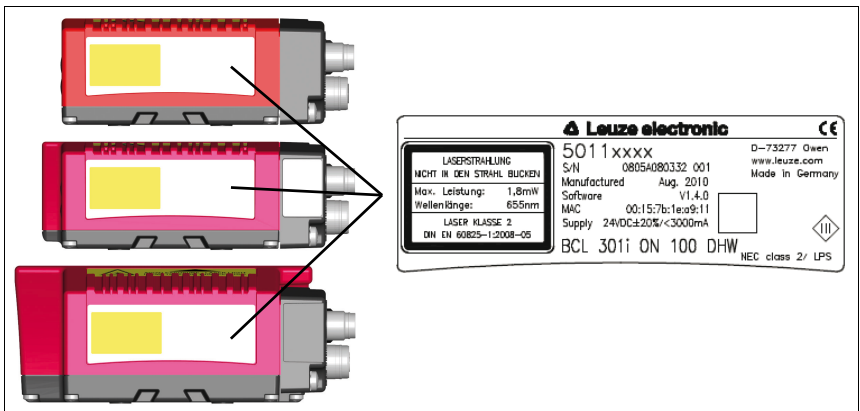 Leuze electronic
CE
LASERSTRAHLUNG
NICHT IN DEN STRAHL BLICKEN
Max. Leistung: 1,8mW
Wellenlänge: 655nm
LASER KLASSE 2
DIN EN 60825-1:2008-05
5011xxxx
S/N 0805A080332 001
Manufactured Aug. 2010
Software V1.4.0
MAC 00:15:7b:1e:a9:11
Supply 24VDC±20%/<3000mA
BCL 301i ON 100 DHW
D-73277 Owen
www.leuze.com
Made in Germany
III
NEC class 2/ LPS